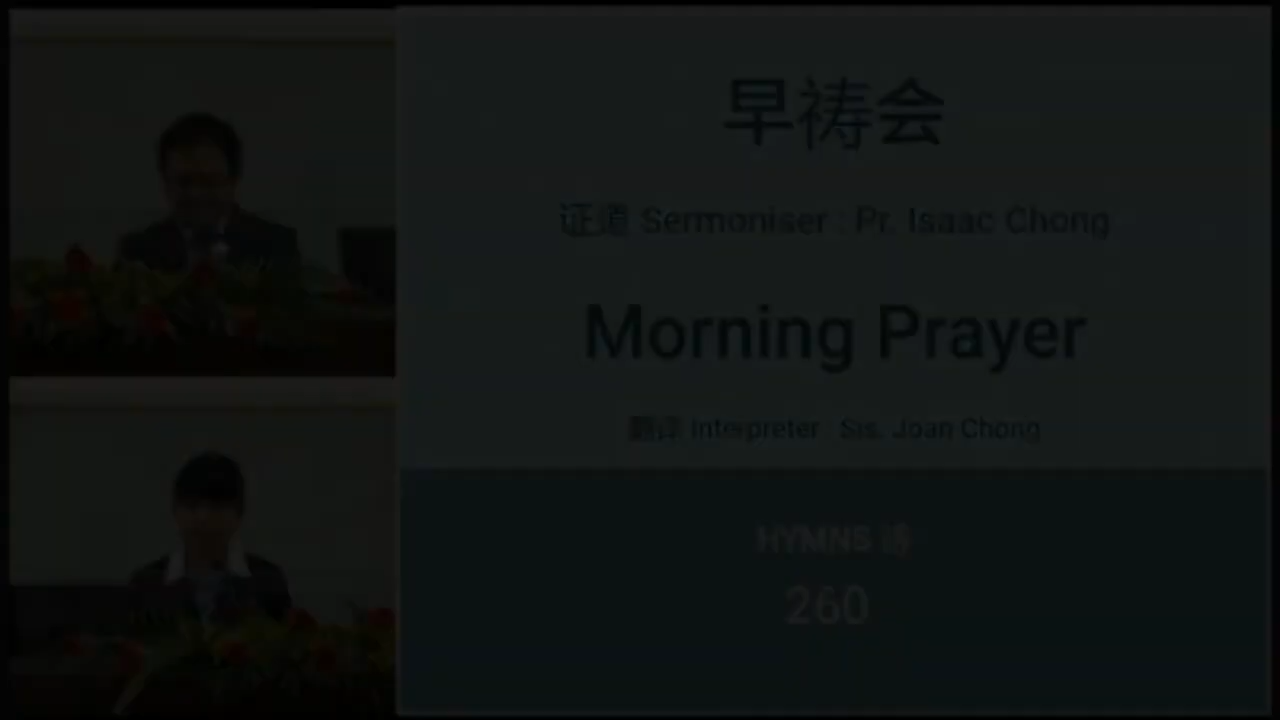 早祷会
证道 Sermoniser : Pr. Isaac Chong
Morning Prayer
翻译 Interpreter : Sis. Joan Chong
HYMNS 诗
260